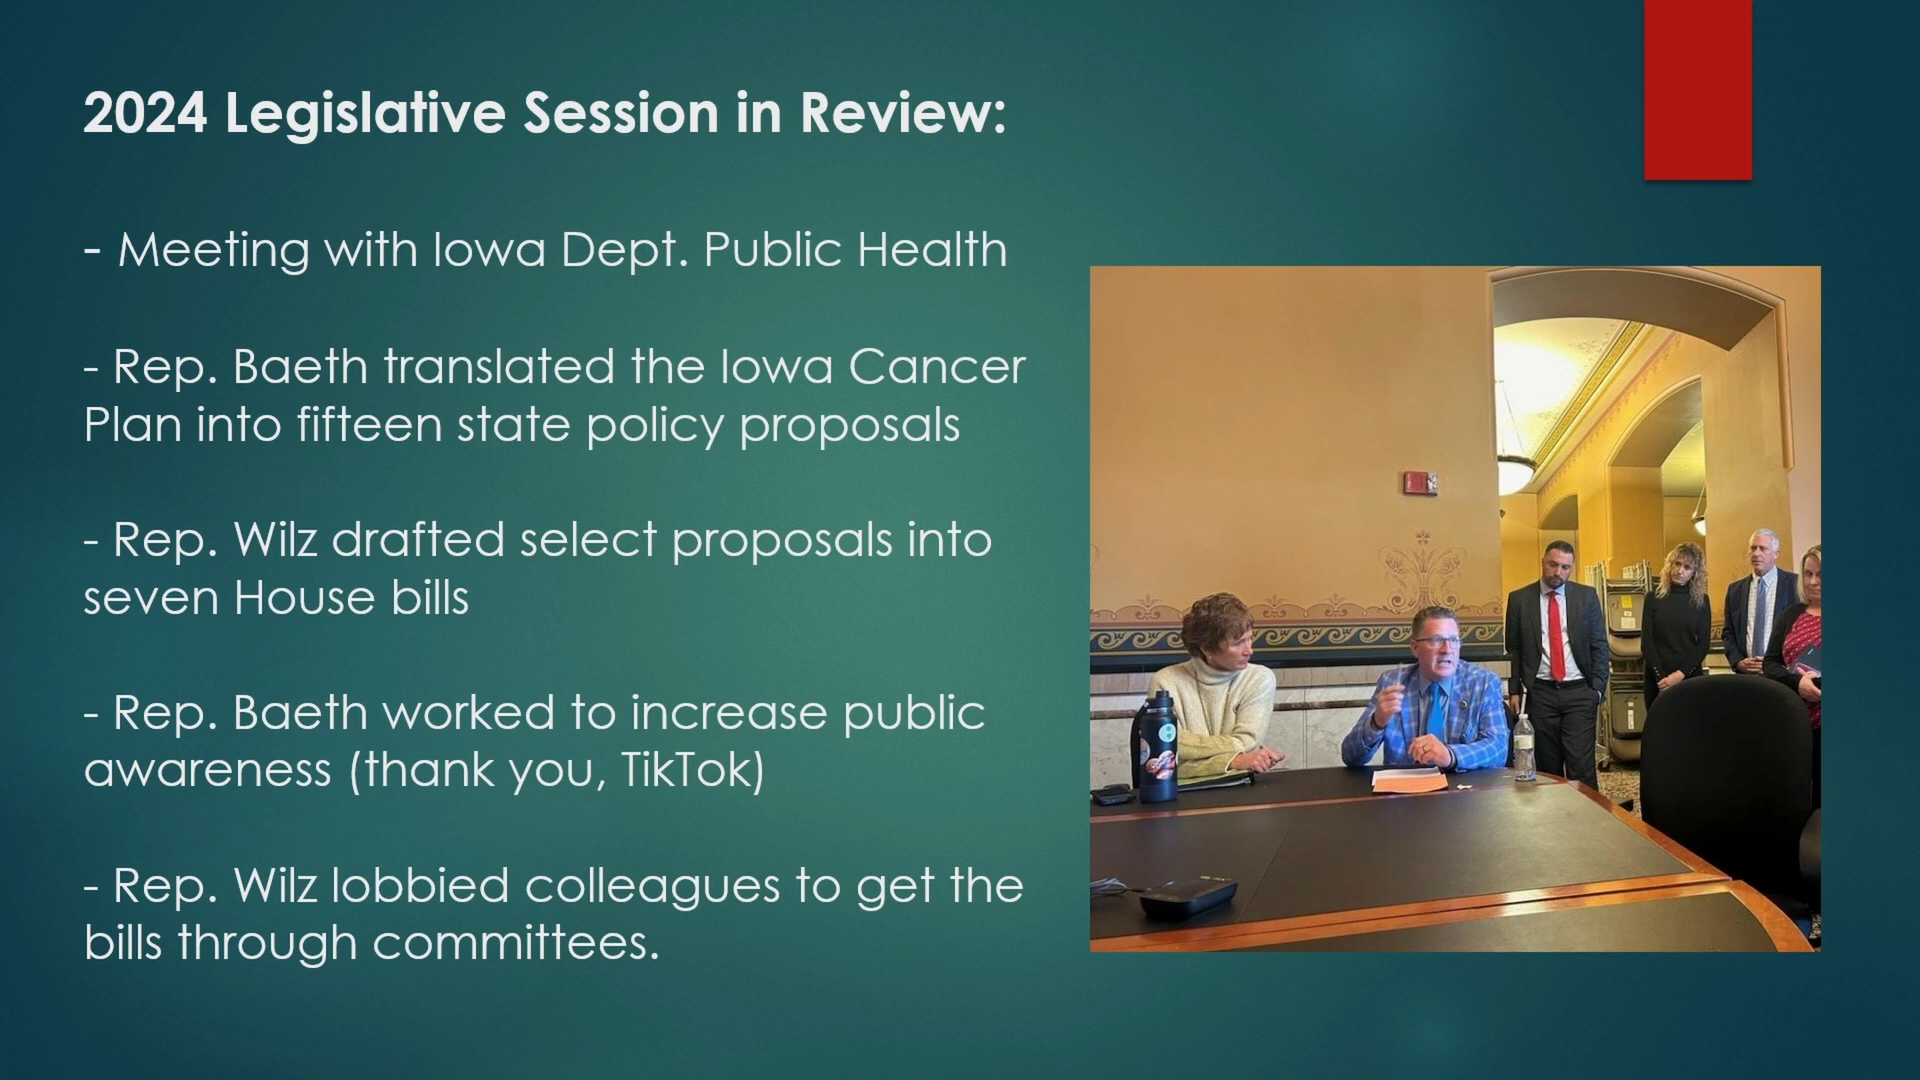 2024 Legislative Session in Review:
- Meeting with Iowa Dept. Public Health
- Rep. Baeth translated the Iowa Cancer
Plan into fifteen state policy proposals
- Rep. Wilz drafted select proposals into
seven House bills
- Rep. Baeth worked to increase public
awareness (thank you, TikTok)
- Rep. Wilz lobbied colleagues to get the
bills through committees.